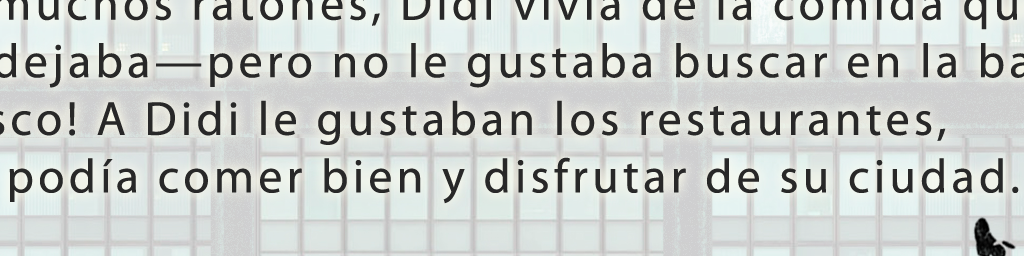 muchos ratones, Didi vivía de la comida qu
dejaba—pero no le gustaba buscar en la ba
sco! A Didi le gustaban los restaurantes,
podía comer bien y disfrutar de su ciudad.